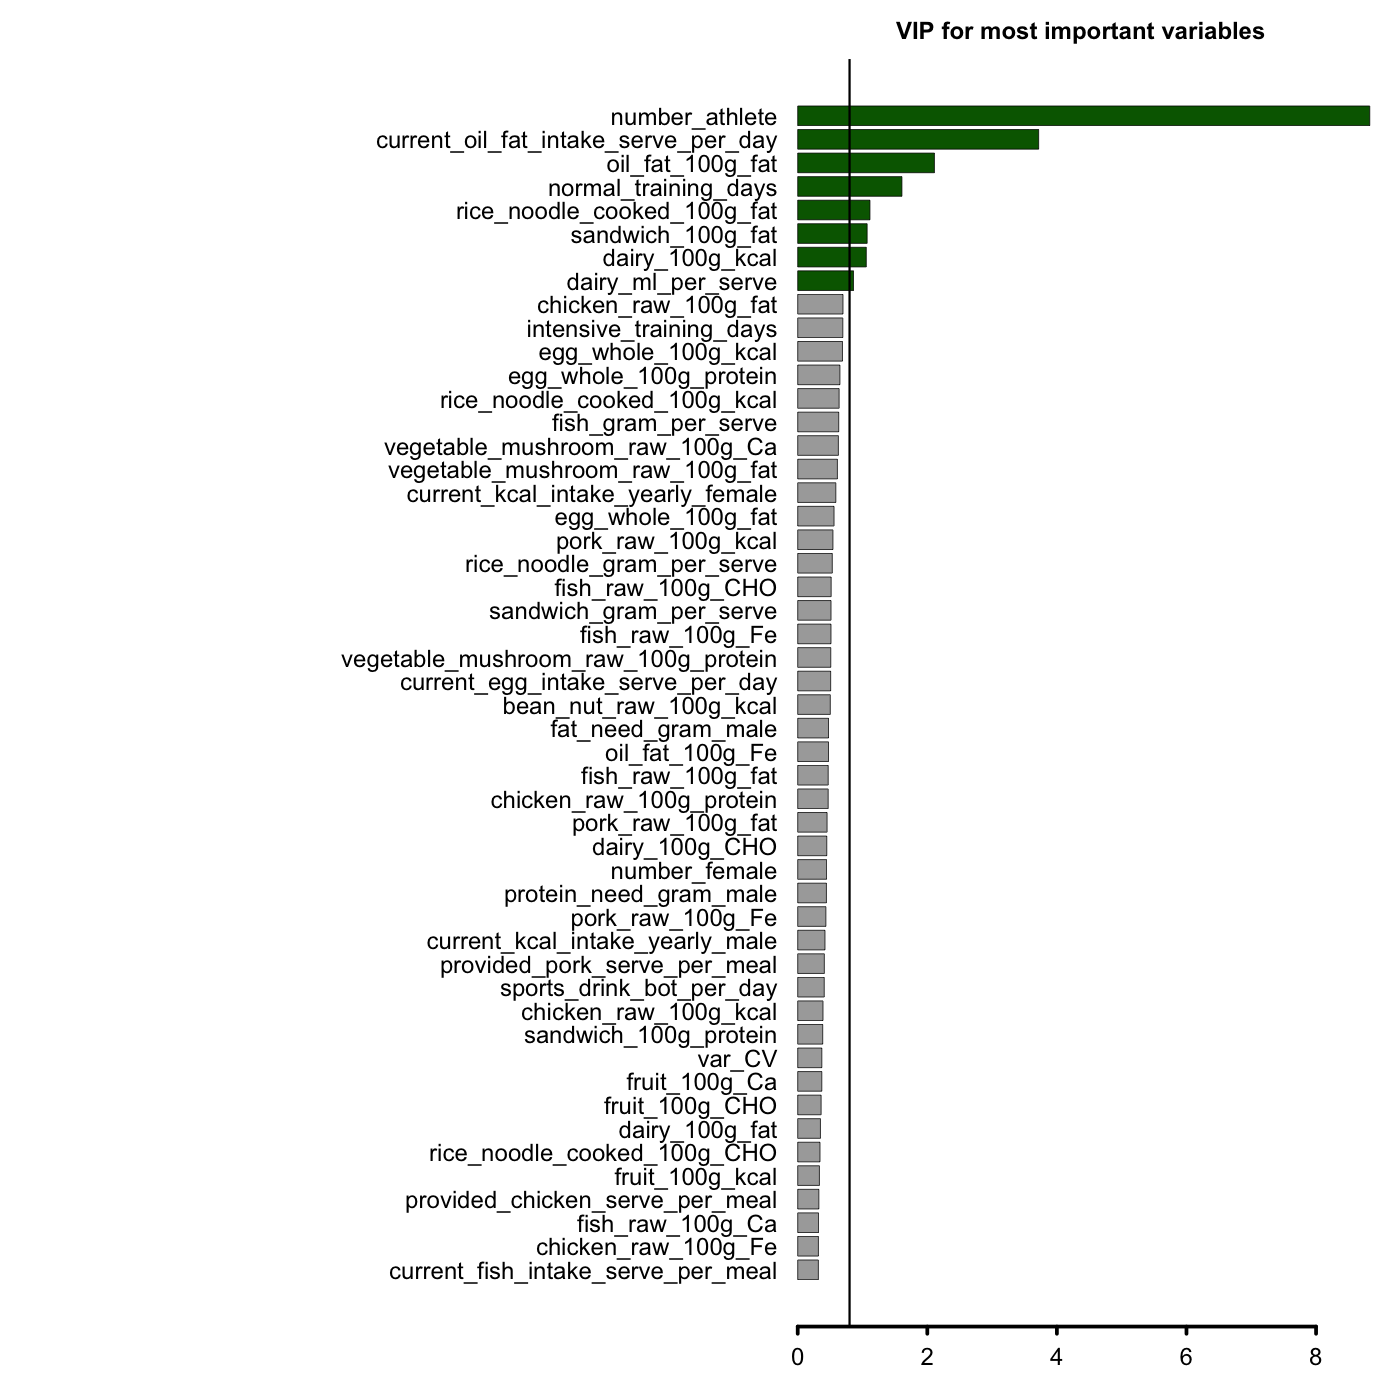 VIP for most important variables
number_athlete
current_oil_fat_intake_serve_per_day
oil_fat_100g_fat
normal_training_days
rice_noodle_cooked_100g_fat
sandwich_100g_fat
dairy_100g_kcal
dairy_ml_per_serve
chicken_raw_100g_fat
intensive_training_days
egg_whole_100g_kcal
egg_whole_100g_protein
rice_noodle_cooked_100g_kcal
fish_gram_per_serve
vegetable_mushroom_raw_100g_Ca
vegetable_mushroom_raw_100g_fat
current_kcal_intake_yearly_female
egg_whole_100g_fat
pork_raw_100g_kcal
rice_noodle_gram_per_serve
fish_raw_100g_CHO
sandwich_gram_per_serve
fish_raw_100g_Fe
vegetable_mushroom_raw_100g_protein
current_egg_intake_serve_per_day
bean_nut_raw_100g_kcal
fat_need_gram_male
oil_fat_100g_Fe
fish_raw_100g_fat
chicken_raw_100g_protein
pork_raw_100g_fat
dairy_100g_CHO
number_female
protein_need_gram_male
pork_raw_100g_Fe
current_kcal_intake_yearly_male
provided_pork_serve_per_meal
sports_drink_bot_per_day
chicken_raw_100g_kcal
sandwich_100g_protein
var_CV
fruit_100g_Ca
fruit_100g_CHO
dairy_100g_fat
rice_noodle_cooked_100g_CHO
fruit_100g_kcal
provided_chicken_serve_per_meal
fish_raw_100g_Ca
chicken_raw_100g_Fe
current_fish_intake_serve_per_meal
0 2 4 6 8